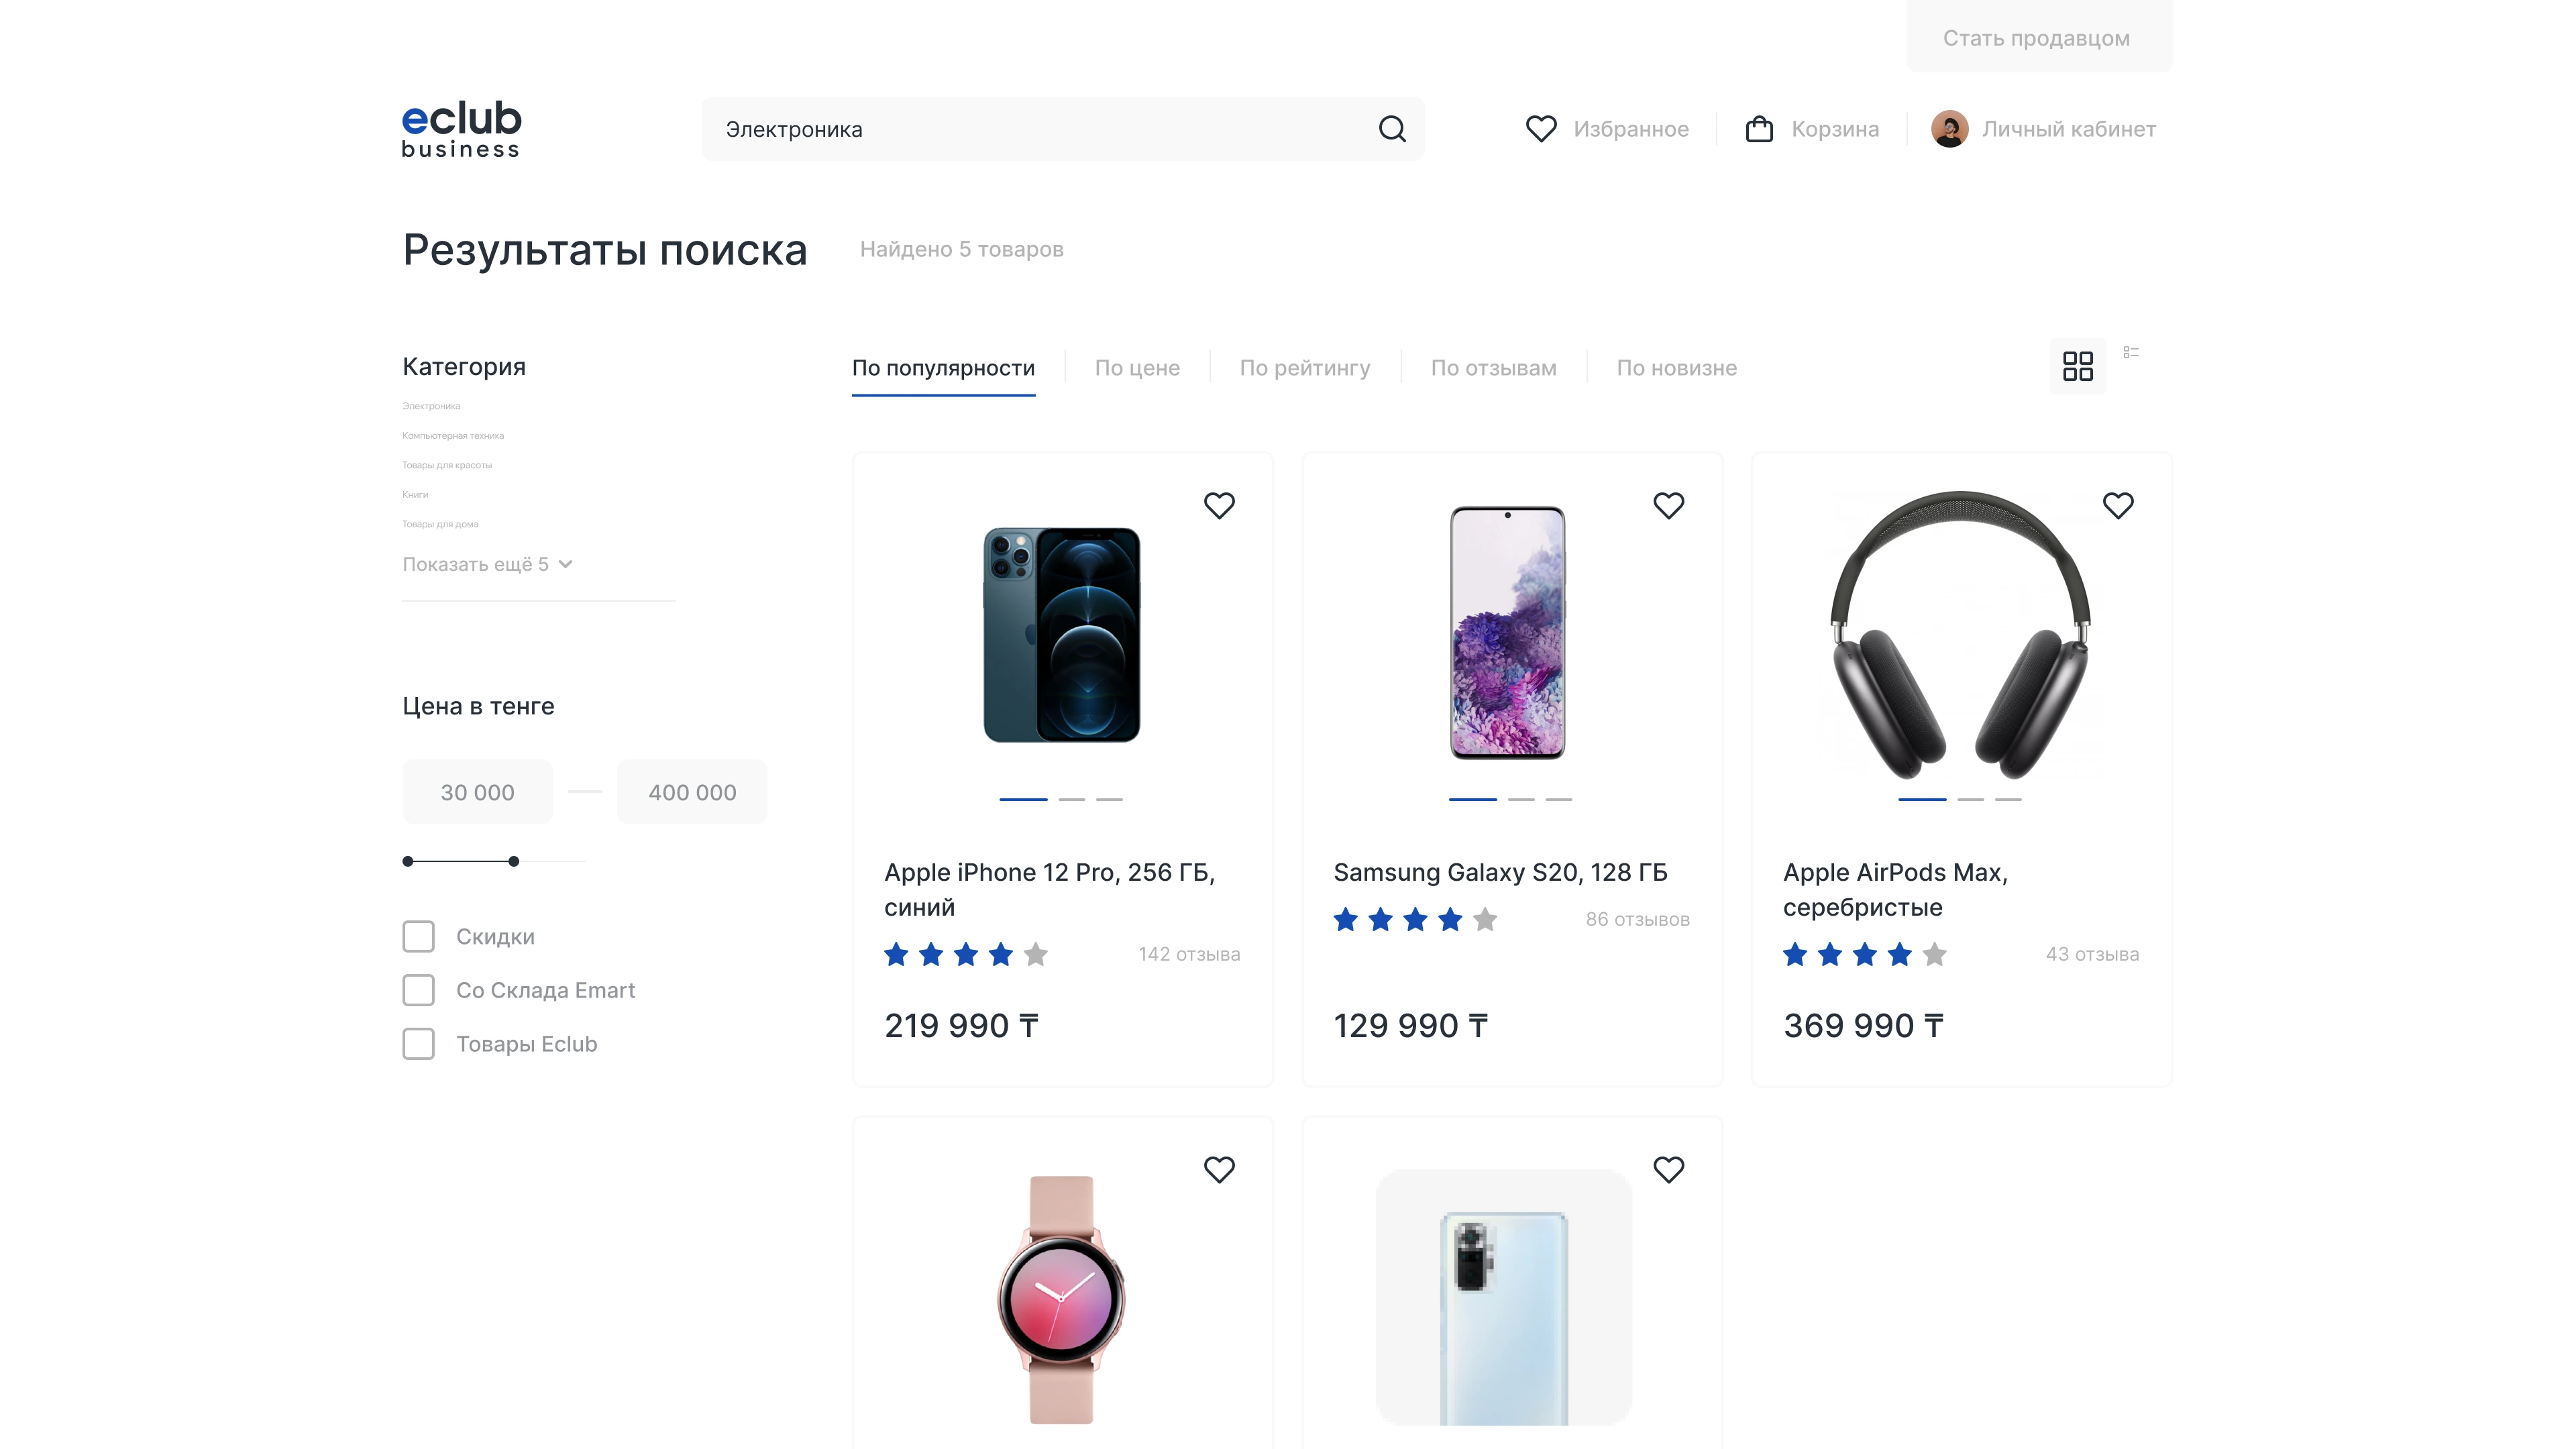 Стать продавцом
eclub
business
Электроника
Избранное
Корзина
Личный кабинет
Результаты поиска
Найдено 5 товаров
Категория
Электроника
Компьютерная техника
Товары для красоты
Книги
Товары для дома
Показать ещё 5
Цена в тенге
30 000
400 000
Скидки
Со Склада Emart
Товары Eclub
По популярности
По цене
По рейтингу
По отзывам
По новизне
Apple iPhone 12 Pro, 256 ГБ,
синий
142 отзыва
219 990 ₸
Samsung Galaxy S20, 128 ГБ
86 отзывов
129 990 ₸
Apple AirPods Max,
серебристые
43 отзыва
369 990 ₸